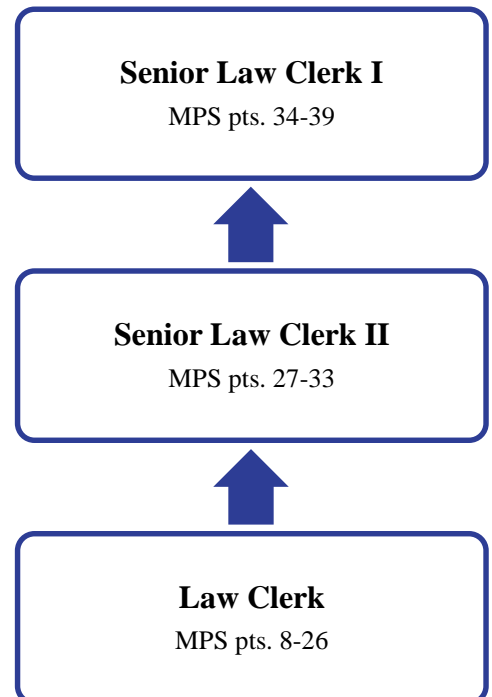 Senior Law Clerk I
MPS pts. 34-39
Senior Law Clerk II
MPS pts. 27-33
Law Clerk
MPS pts. 8-26